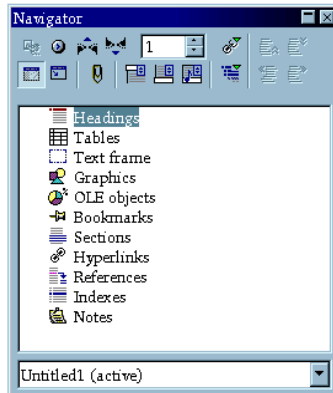 Navigator
1
Headings
Tables
Text frame
Graphics
OLE objects
Bookmarks
Sections
Hyperlinks
References
Indexes
Notes
Untitled1 (active)